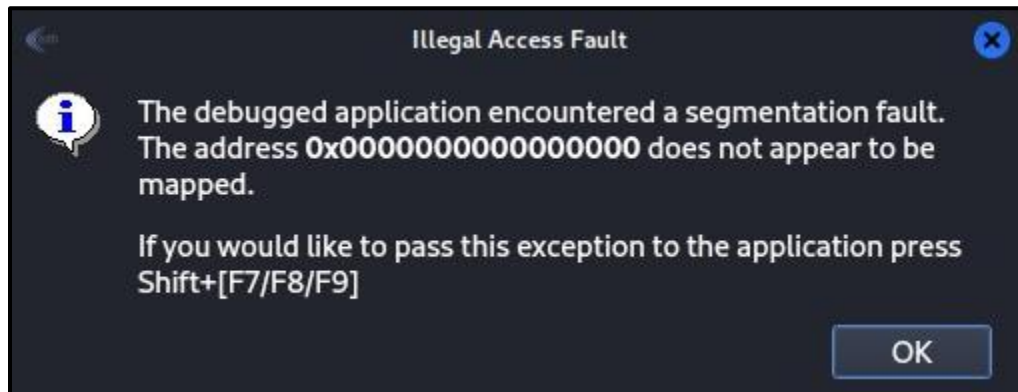 Illegal Access Fault
The debugged application encountered a segmentation fault.
The address 0x0000000000000000 does not appear to be
mapped.
If you would like to pass this exception to the application press
Shift+[F7/F8/F9]
OK